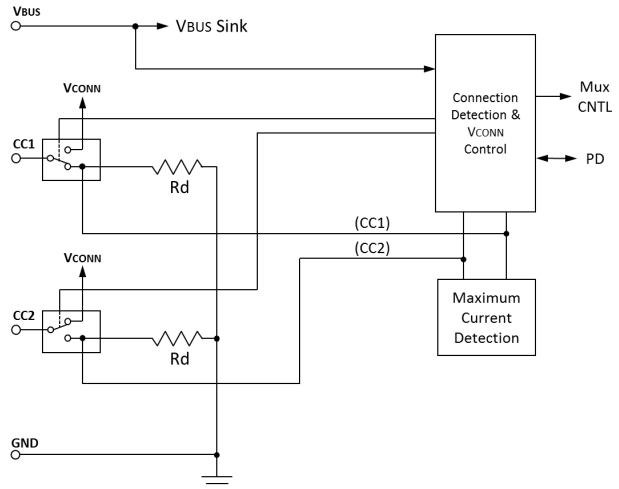 VBUS
VBUS Sink
VCONN
CC1
Rd
Connection
Detection &
VCONN
Control
Mux
CNTL
PD
(CC1)
(CC2)
VCONN
CC2
Rd
Maximum
Current
Detection
GND